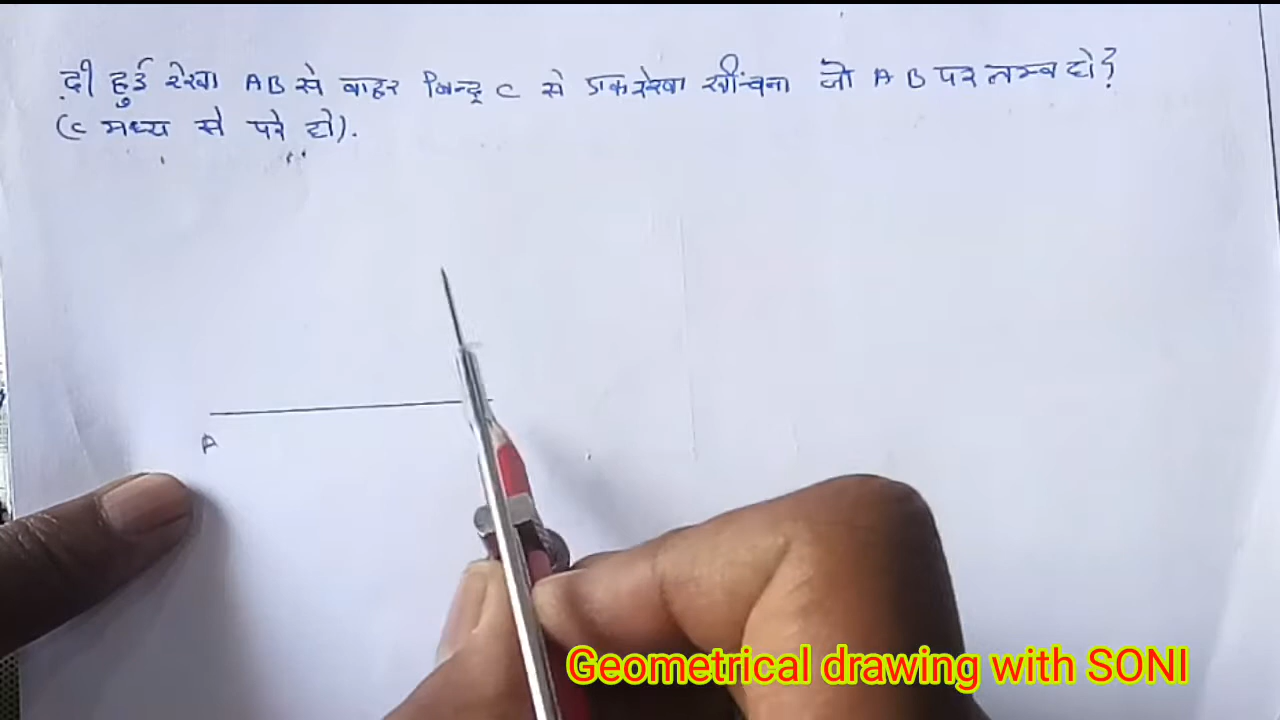 दी हुई रेखा AB से बाहर बिन्दू C से एक रेखा खींचना जो AB पर लम्ब हो?
(C मध्य से परे हो).
A
Geometrical drawing with SONI